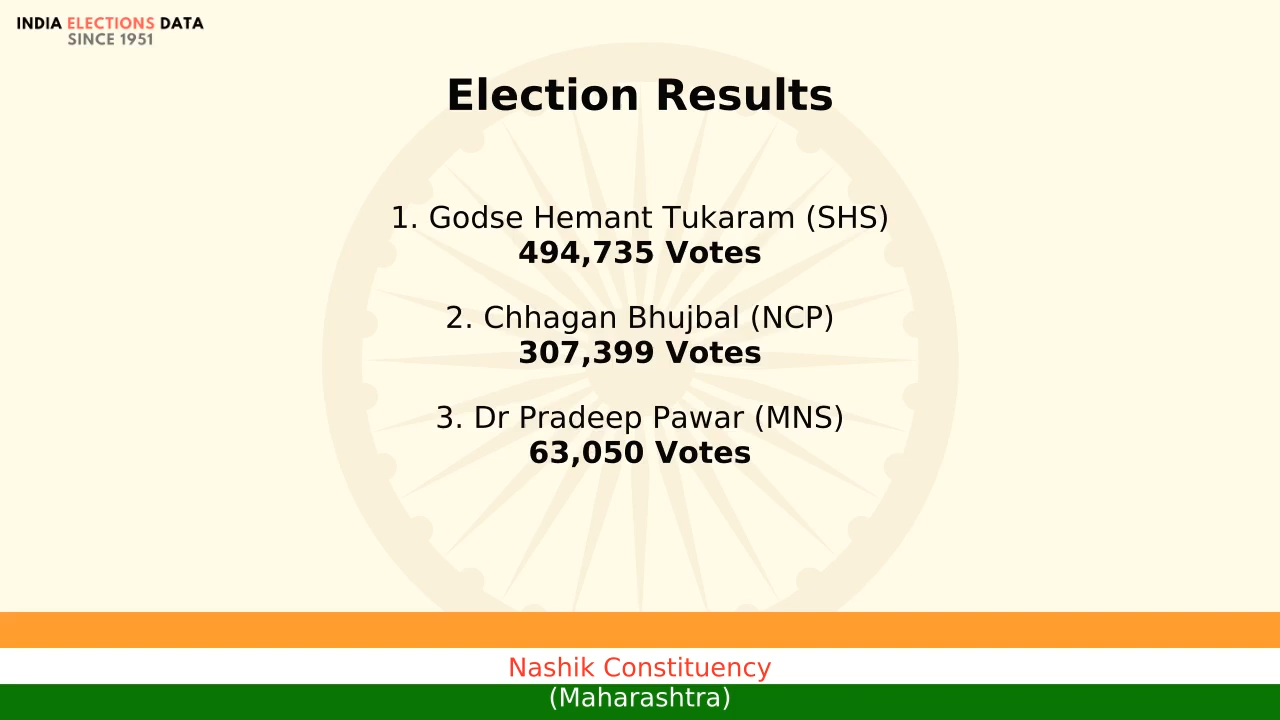 INDIA ELECTIONS DATA
SINCE 1951
Election Results
1. Godse Hemant Tukaram (SHS)
494,735 Votes
2. Chhagan Bhujbal (NCP)
307,399 Votes
3. Dr Pradeep Pawar (MNS)
63,050 Votes
Nashik Constituency
(Maharashtra)